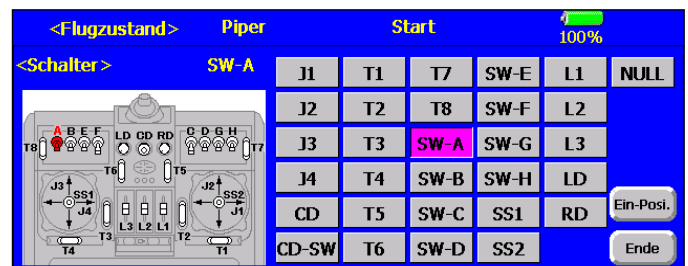 <Flugzustand> Piper Start 100%
<Schalter> SW-A
J1 T1 T7 SW-E L1 NULL
J2 T2 T8 SW-F L2
J3 T3 SW-A SW-G L3
J4 T4 SW-B SW-H LD
CD T5 SW-C SS1 RD Ein-Posi.
CD-SW T6 SW-D SS2 Ende
A B E F LD CD RD C D G H
T8 T7
T6 T5
J3 SS1 J4 J2 SS2 J1
L3 L2 L1
T3 T2
T4 T1